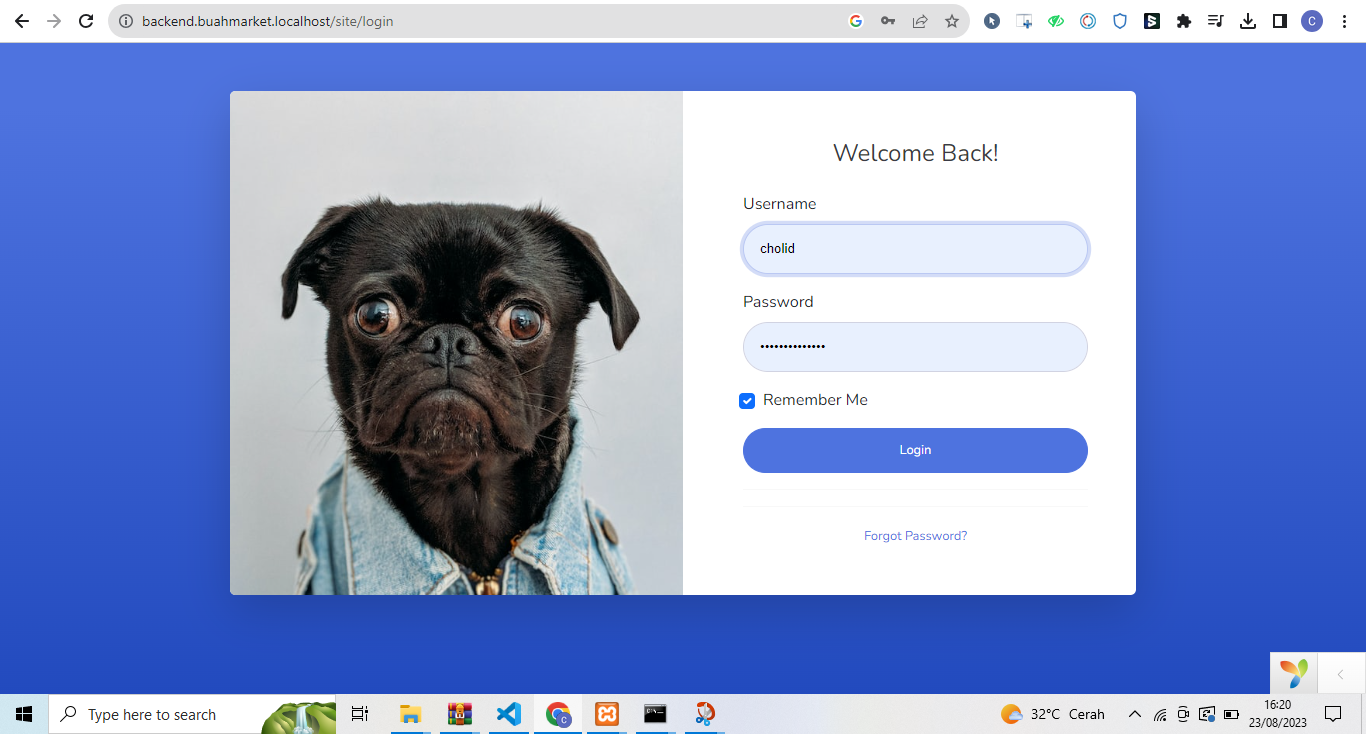 backend.buahmarket.localhost/site/login
C
Welcome Back!
Username
cholid
Password
••••••••••••••
Remember Me
Login
Forgot Password?
Type here to search
C
32°C Cerah
16:20
23/08/2023